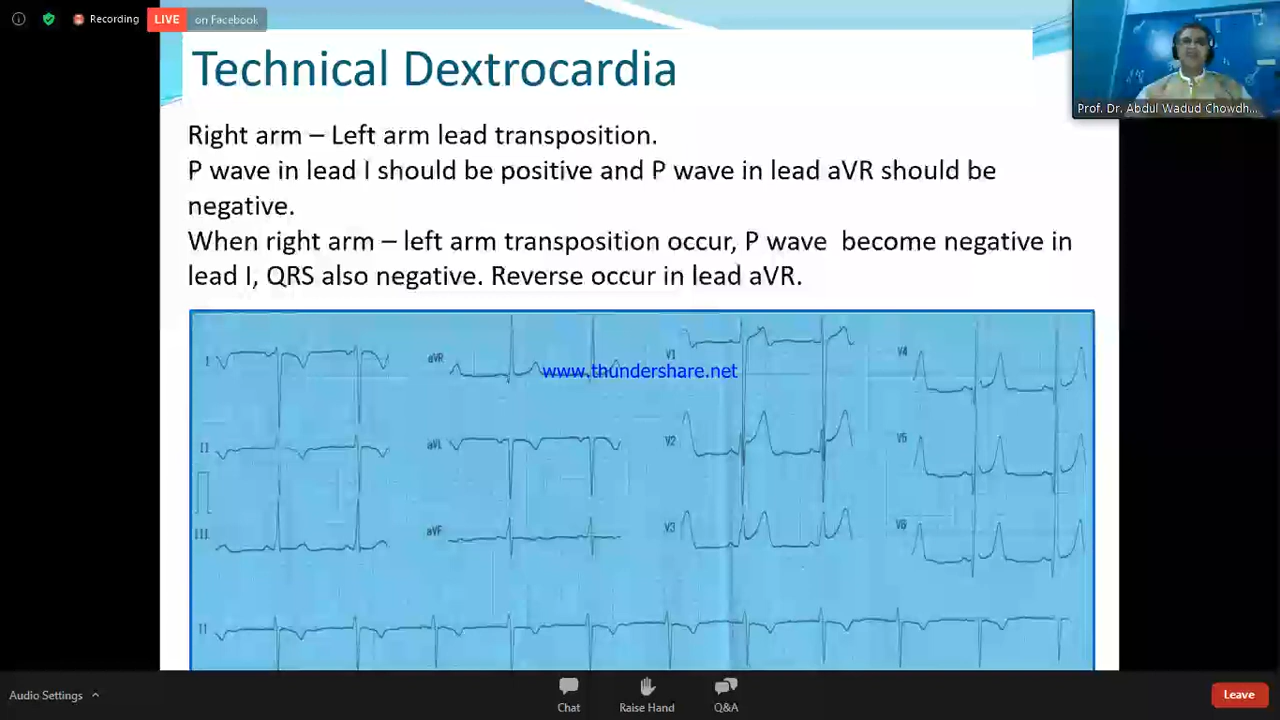 Recording
LIVE on Facebook
Technical Dextrocardia
Prof. Dr. Abdul Wadud Chowdh...
Right arm – Left arm lead transposition.
P wave in lead I should be positive and P wave in lead aVR should be
negative.
When right arm – left arm transposition occur, P wave become negative in
lead I, QRS also negative. Reverse occur in lead aVR.
I aVR V1 V4
www.thundershare.net
II aVL V2 V5
III aVF V3 V6
II
Audio Settings
Chat Raise Hand Q&A
Leave